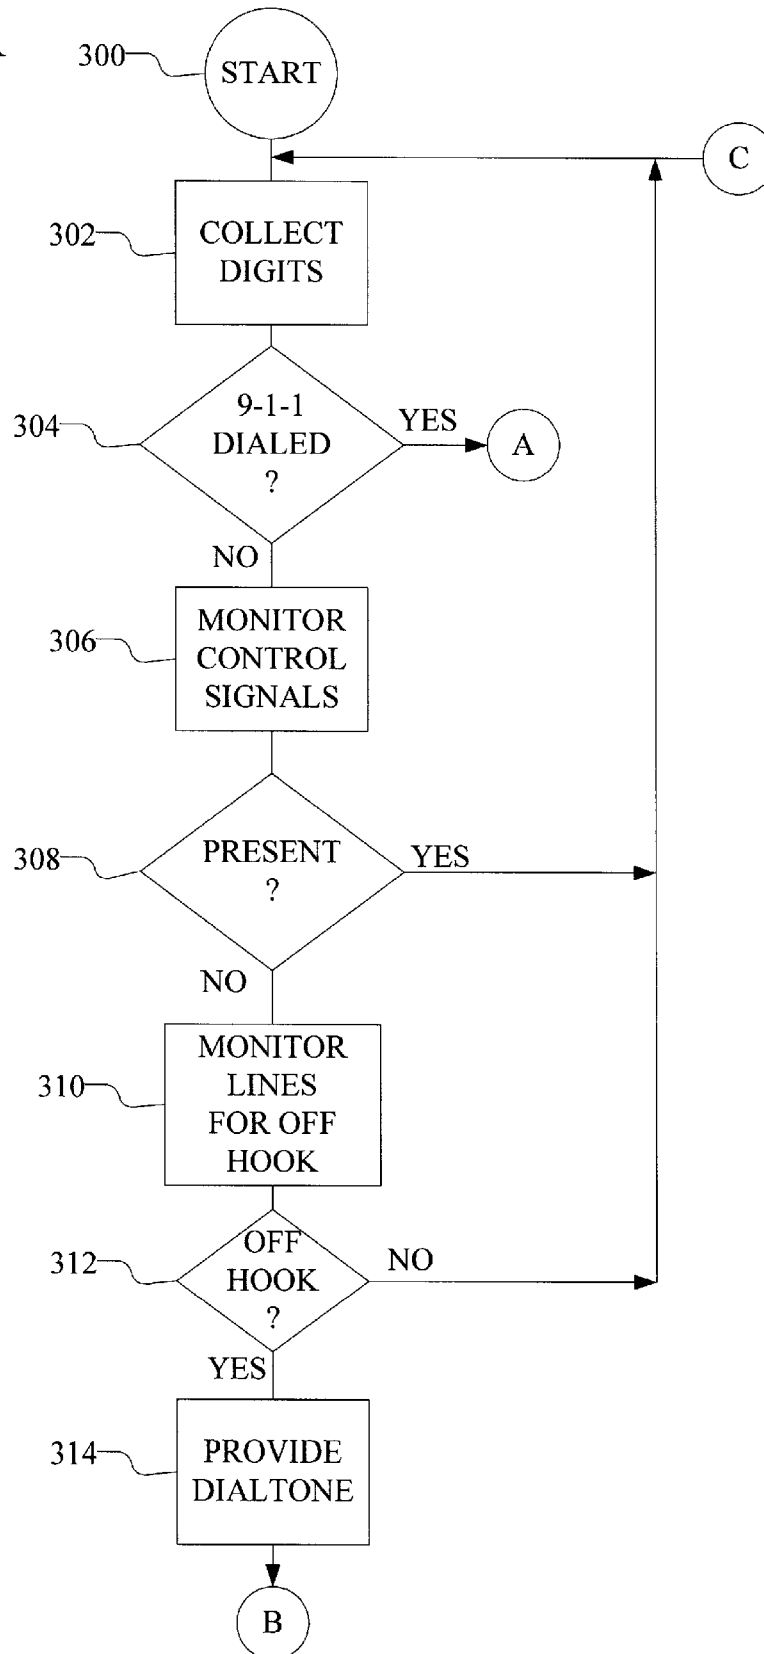 300
START
C
302
COLLECT
DIGITS
304
9-1-1
DIALED
?
YES
A
NO
306
MONITOR
CONTROL
SIGNALS
308
PRESENT
?
YES
NO
310
MONITOR
LINES
FOR OFF
HOOK
312
OFF
HOOK
?
NO
YES
314
PROVIDE
DIALTONE
B